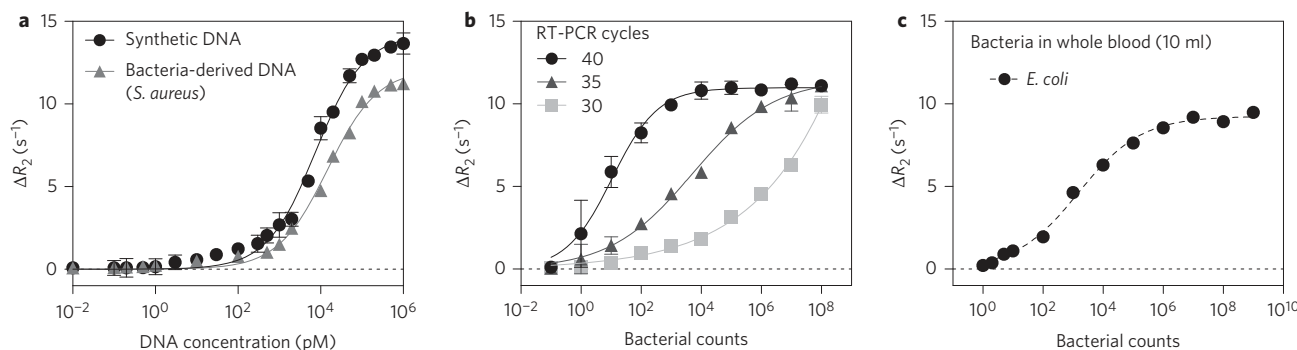 a
15
10
5
0
ΔR₂ (s⁻¹)
Synthetic DNA
Bacteria-derived DNA
(S. aureus)
10⁻² 10⁰ 10² 10⁴ 10⁶
DNA concentration (pM)
b
15
10
5
0
ΔR₂ (s⁻¹)
RT-PCR cycles
40
35
30
10⁻² 10⁰ 10² 10⁴ 10⁶ 10⁸
Bacterial counts
c
15
10
5
0
ΔR₂ (s⁻¹)
Bacteria in whole blood (10 ml)
E. coli
10⁰ 10² 10⁴ 10⁶ 10⁸ 10¹⁰
Bacterial counts